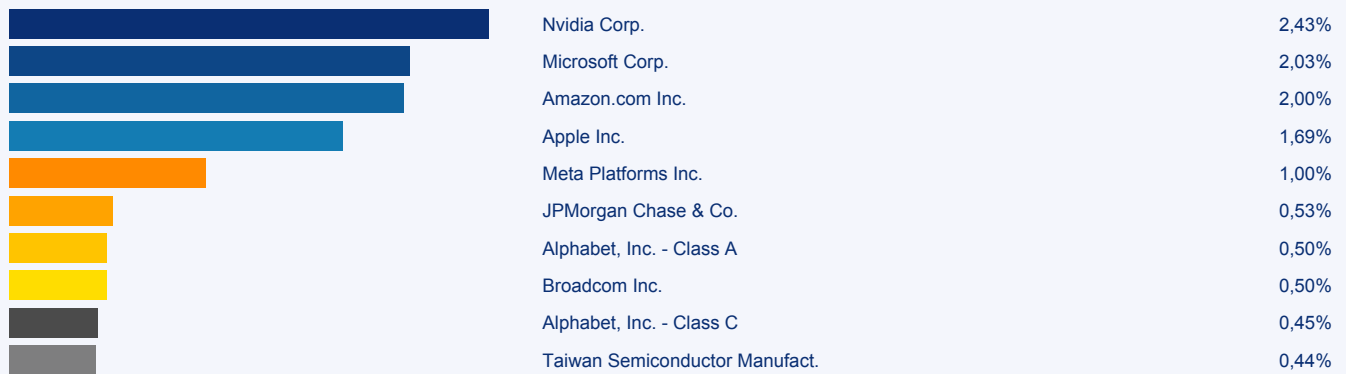 Nvidia Corp. 2,43%
Microsoft Corp. 2,03%
Amazon.com Inc. 2,00%
Apple Inc. 1,69%
Meta Platforms Inc. 1,00%
JPMorgan Chase & Co. 0,53%
Alphabet, Inc. - Class A 0,50%
Broadcom Inc. 0,50%
Alphabet, Inc. - Class C 0,45%
Taiwan Semiconductor Manufact. 0,44%